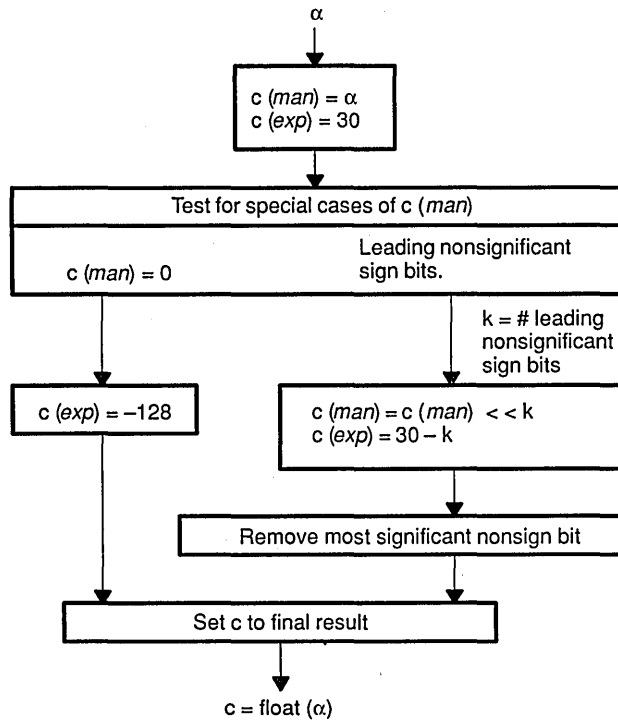 α
c (man) = α
c (exp) = 30
Test for special cases of c (man)
Leading nonsignificant
sign bits.
c (man) = 0
k = # leading
nonsignificant
sign bits
c (exp) = –128
c (man) = c (man) < < k
c (exp) = 30 – k
Remove most significant nonsign bit
Set c to final result
c = float (α)